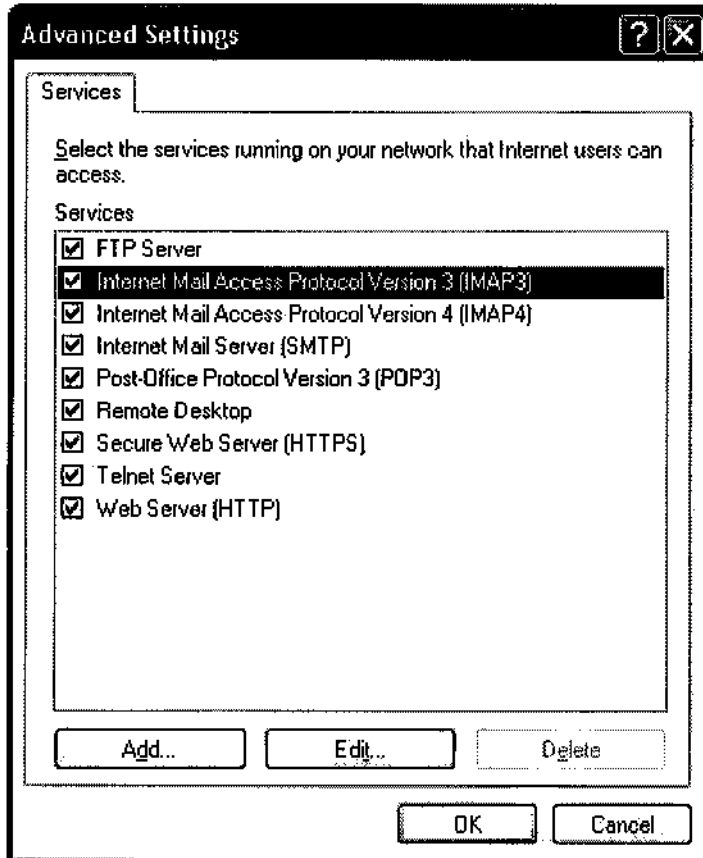 Advanced Settings
Services
Select the services running on your network that Internet users can
access.
Services
FTP Server
Internet Mail Access Protocol Version 3 (IMAP3)
Internet Mail Access Protocol Version 4 (IMAP4)
Internet Mail Server (SMTP)
Post-Office Protocol Version 3 (POP3)
Remote Desktop
Secure Web Server (HTTPS)
Telnet Server
Web Server (HTTP)
Add... Edit... Delete
OK Cancel